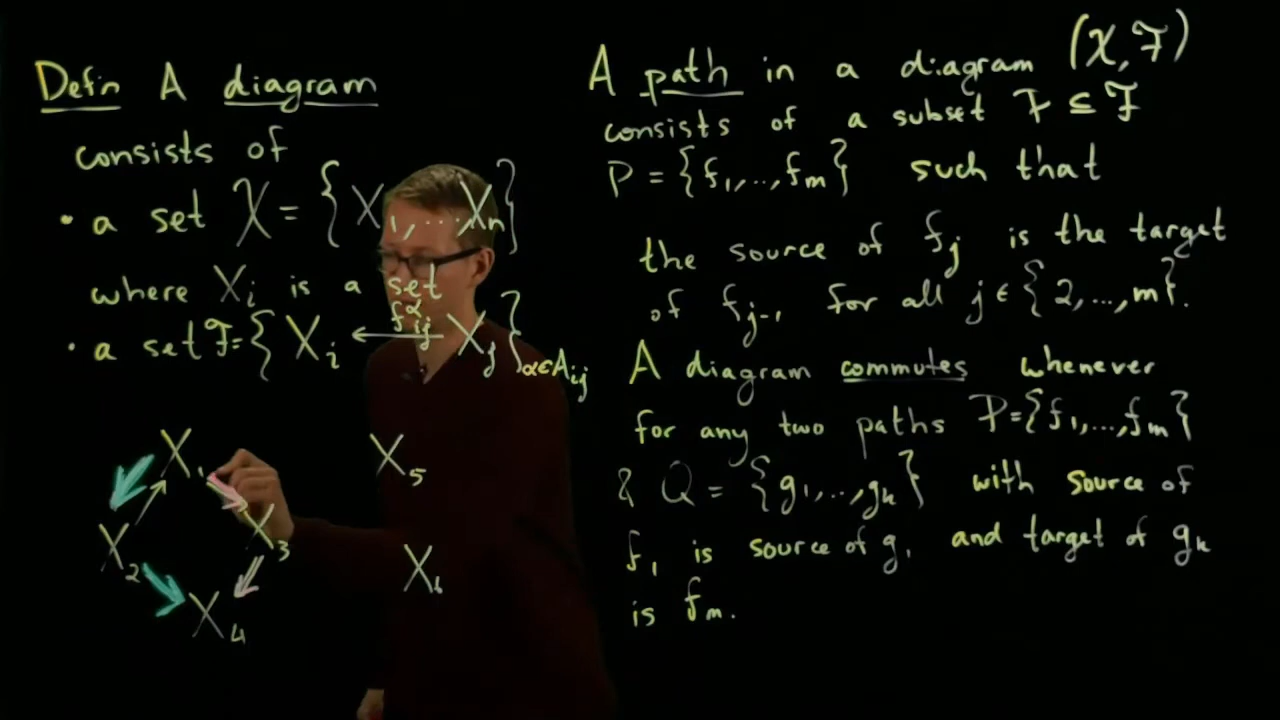 Defn A diagram
consists of
• a set 𝒳 = {X₁, ..., Xₙ}
where Xᵢ is a set
• a set ℱ = {Xᵢ ←fᵅᵢⱼ Xⱼ}α∈Aᵢⱼ
X₁ X₅
X₂ X₃ X₆
X₄
A path in a diagram (𝒳, ℱ)
consists of a subset P ⊆ ℱ
P = {f₁, ..., fₘ} such that
the source of fⱼ is the target
of fⱼ₋₁, for all j ∈ {2, ..., m}.
A diagram commutes whenever
for any two paths P = {f₁, ..., fₘ}
& Q = {g₁, ..., gₖ} with source of
f₁ is source of g₁ and target of gₖ
is fₘ.